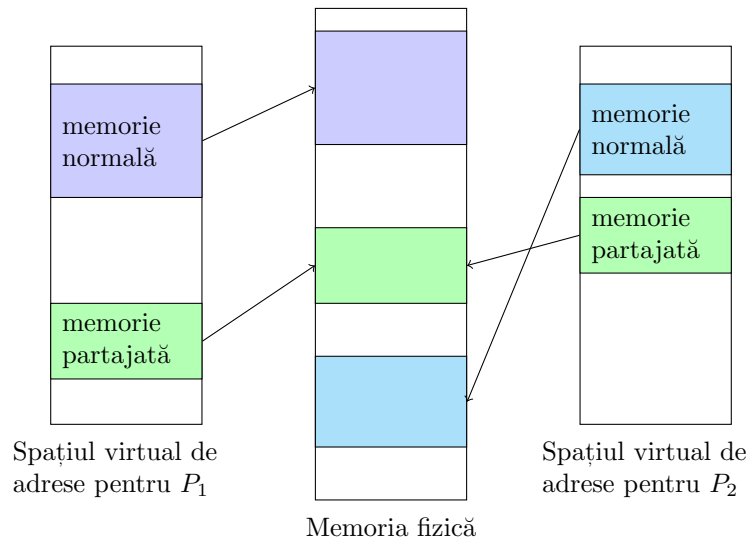 memorie
normală
memorie
partajată
Spațiul virtual de
adrese pentru P₁
Memoria fizică
memorie
normală
memorie
partajată
Spațiul virtual de
adrese pentru P₂